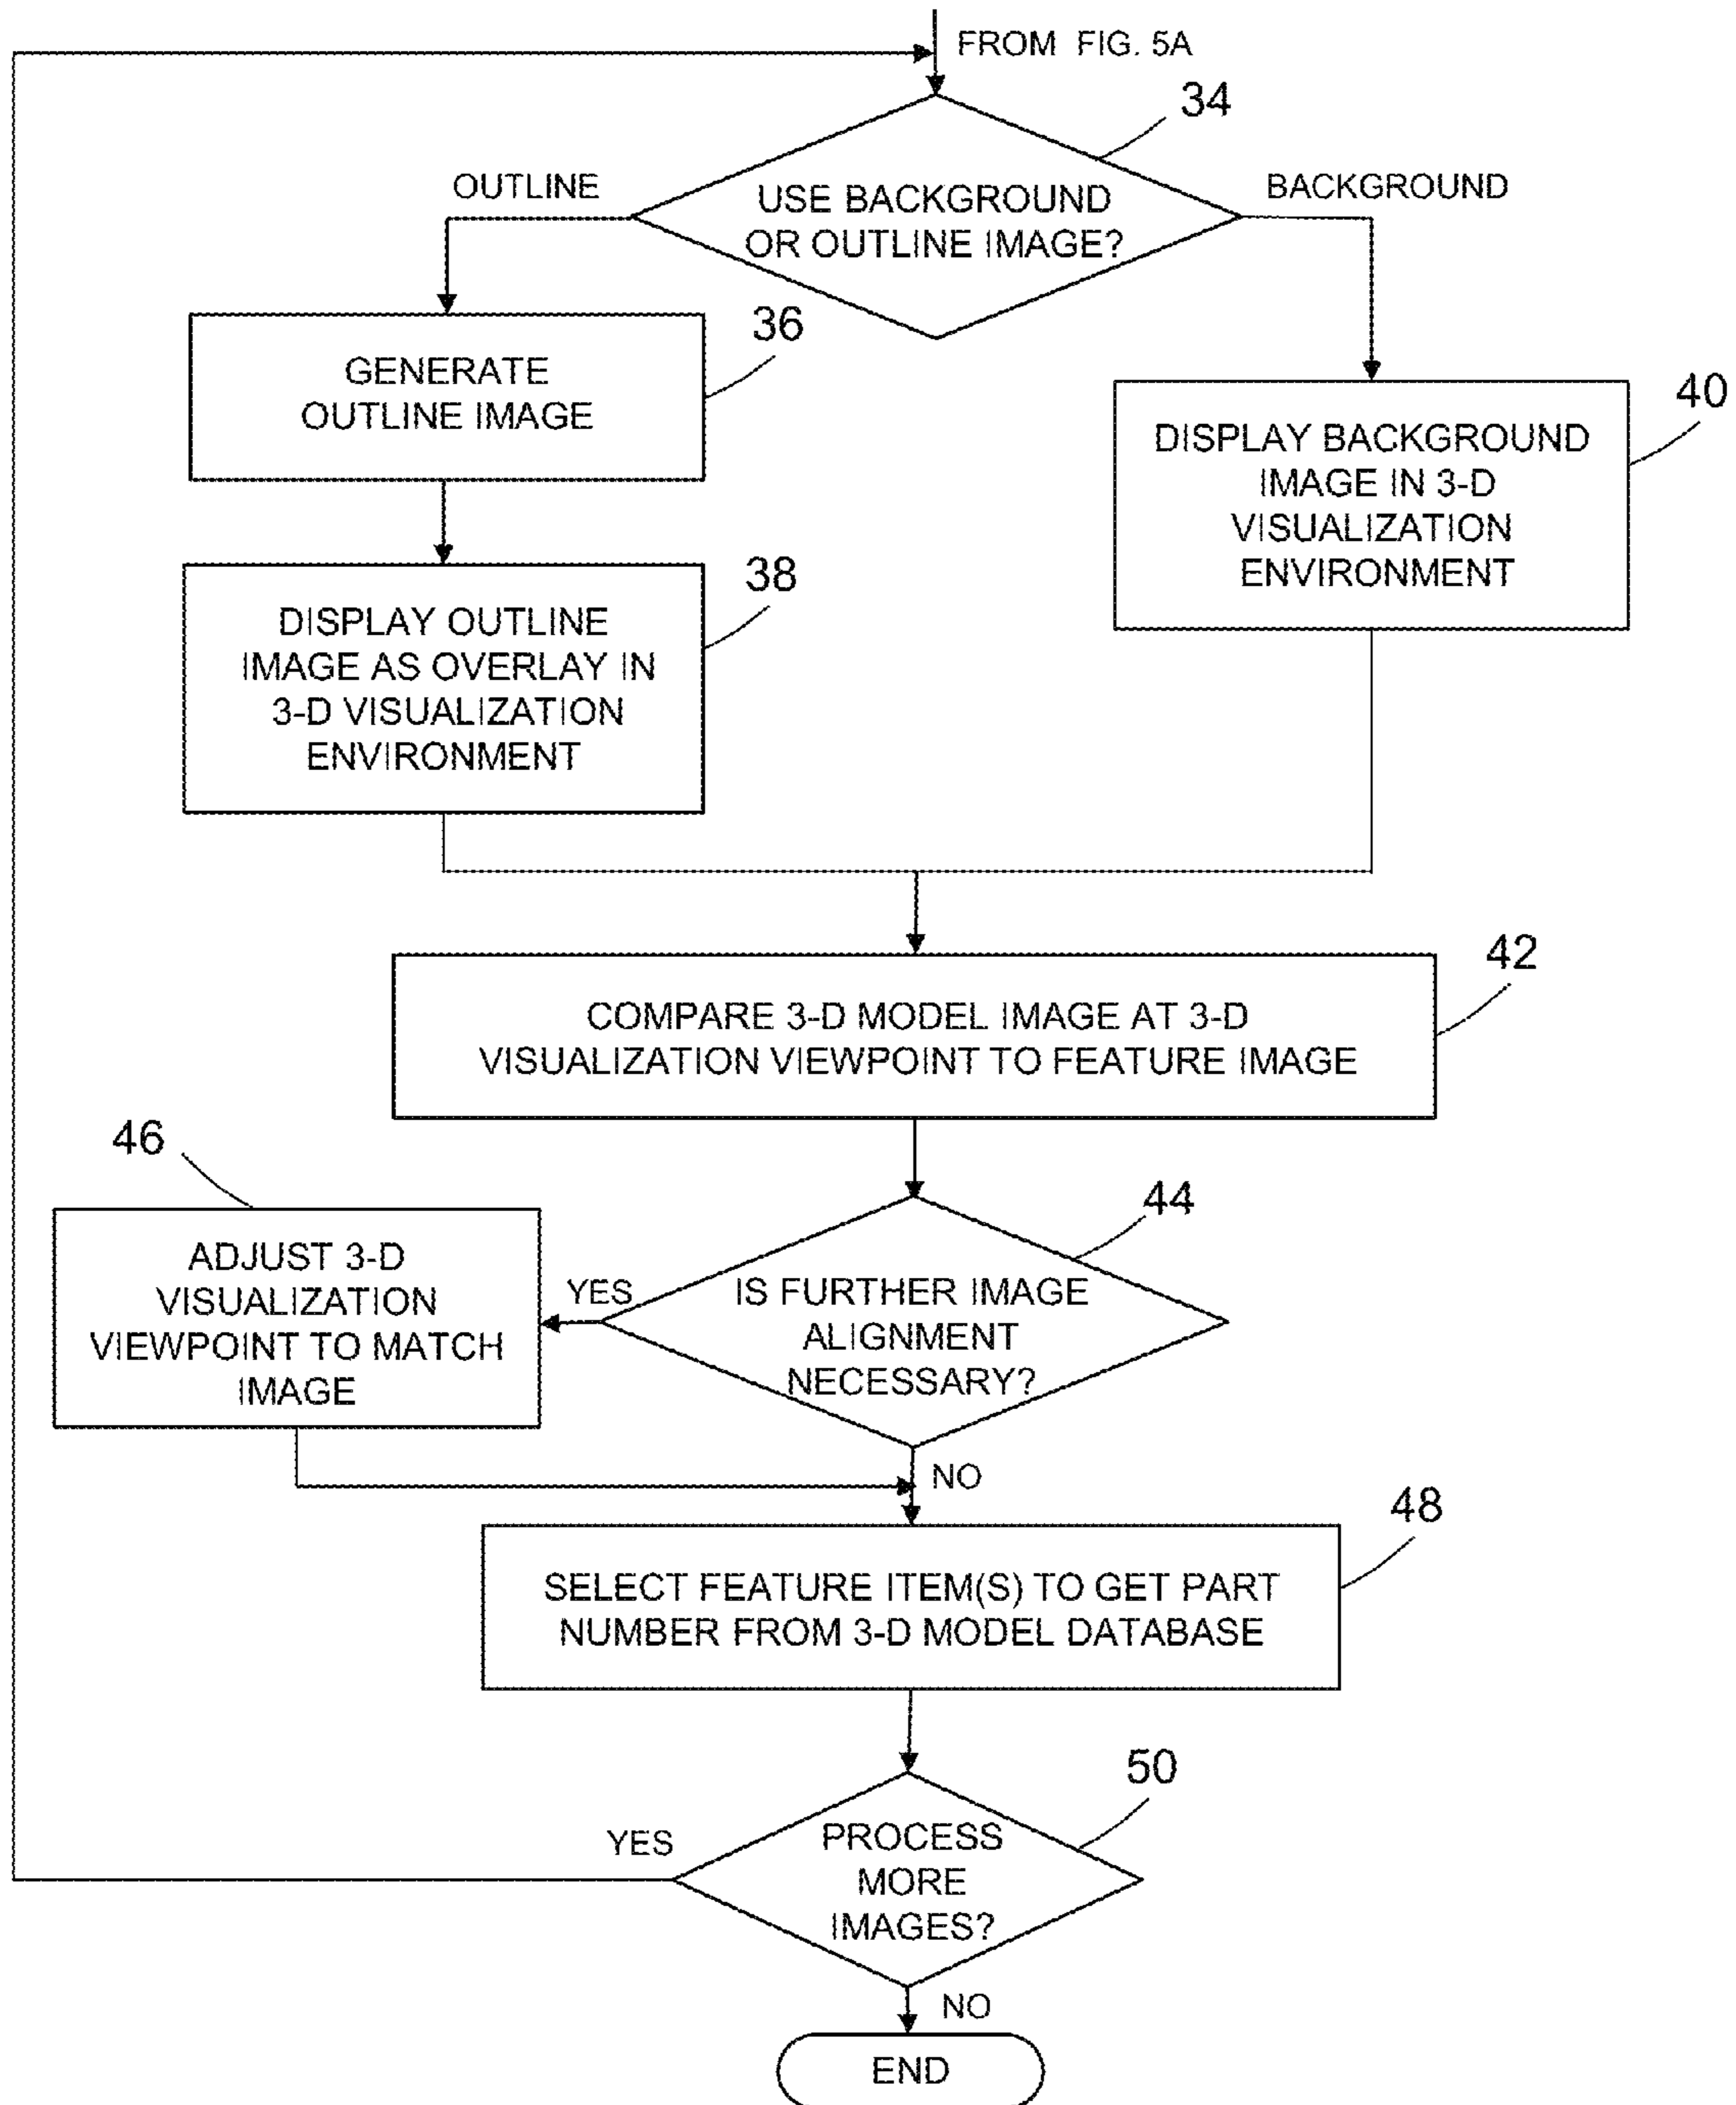 FROM FIG. 5A
34
OUTLINE
BACKGROUND
USE BACKGROUND
OR OUTLINE IMAGE?
36
GENERATE
OUTLINE IMAGE
40
DISPLAY BACKGROUND
IMAGE IN 3-D
VISUALIZATION
ENVIRONMENT
38
DISPLAY OUTLINE
IMAGE AS OVERLAY IN
3-D VISUALIZATION
ENVIRONMENT
42
COMPARE 3-D MODEL IMAGE AT 3-D
VISUALIZATION VIEWPOINT TO FEATURE IMAGE
46
44
ADJUST 3-D
VISUALIZATION
VIEWPOINT TO MATCH
IMAGE
YES
IS FURTHER IMAGE
ALIGNMENT
NECESSARY?
NO
48
SELECT FEATURE ITEM(S) TO GET PART
NUMBER FROM 3-D MODEL DATABASE
50
YES
PROCESS
MORE
IMAGES?
NO
END